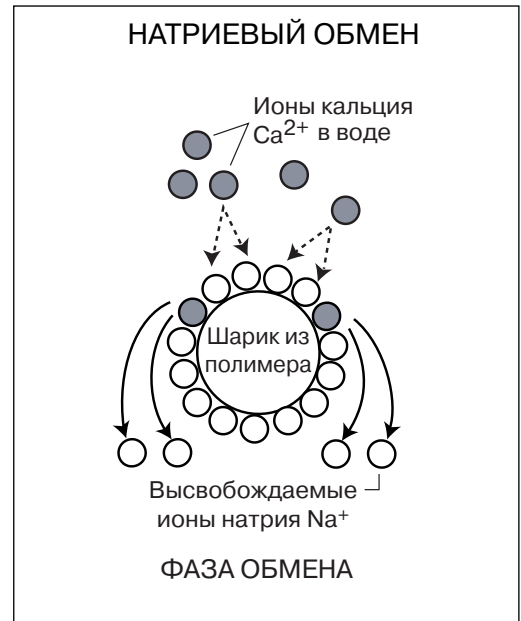 НАТРИЕВЫЙ ОБМЕН
Ионы кальция
Ca²⁺ в воде
Шарик из
полимера
Высвобождаемые
ионы натрия Na⁺
ФАЗА ОБМЕНА